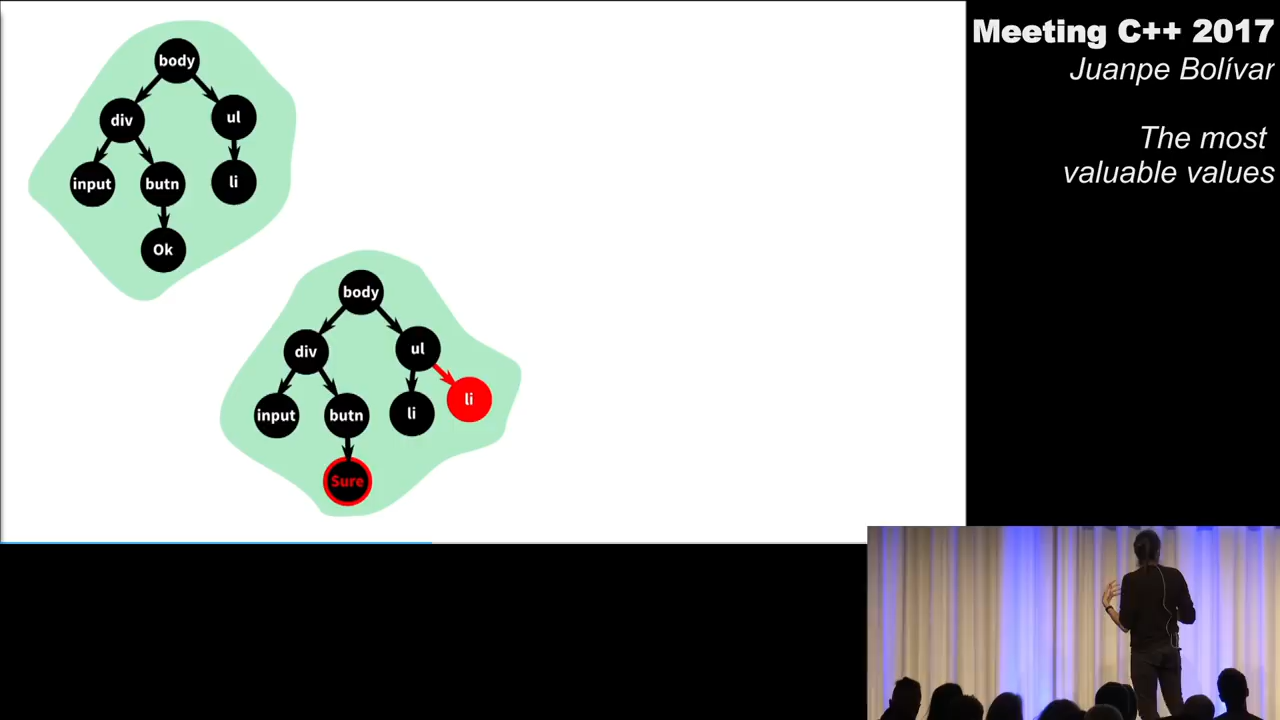 body
div
ul
input
butn
li
Ok
body
div
ul
input
butn
li
li
Sure
Meeting C++ 2017
Juanpe Bolívar
The most
valuable values